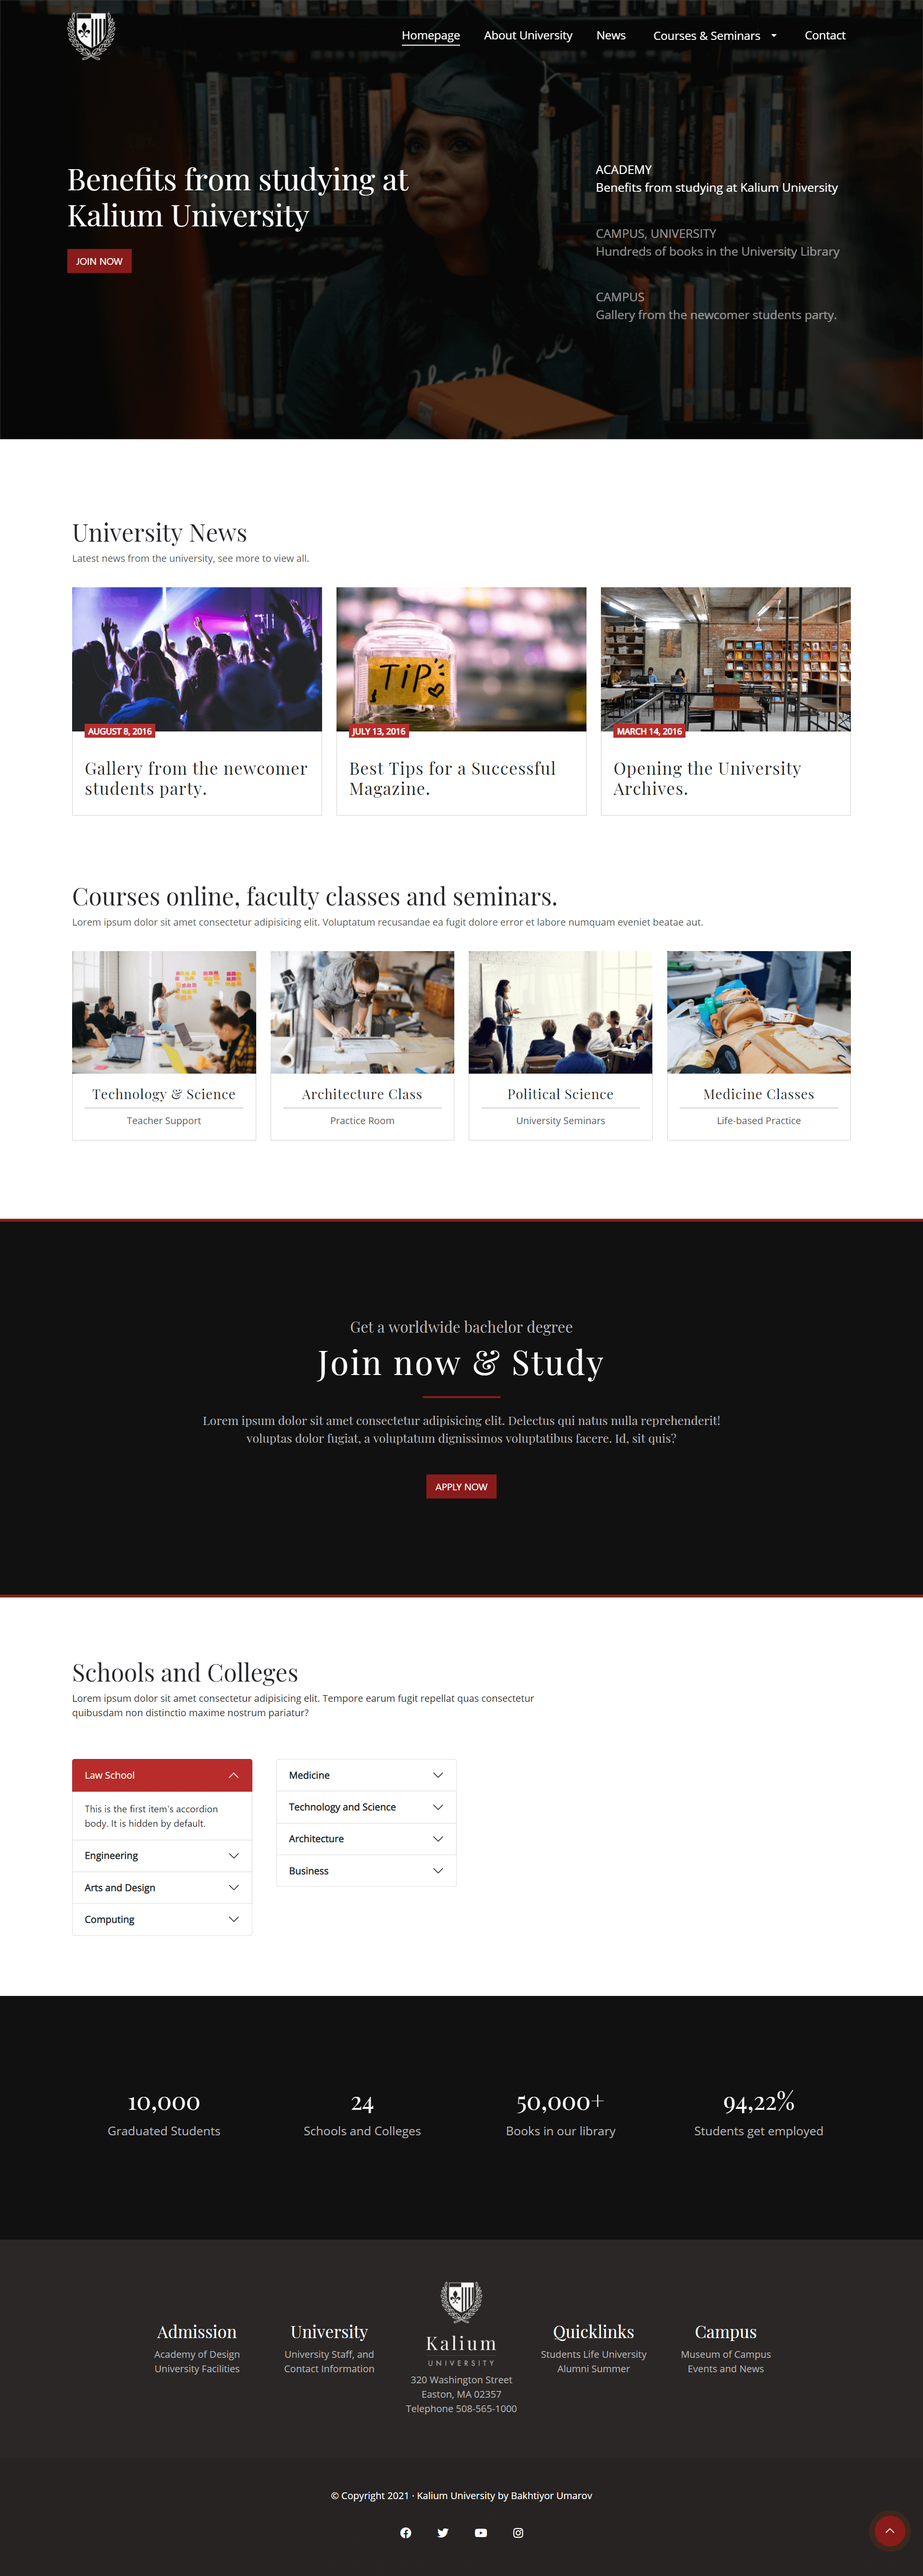 Homepage
About University
News
Courses & Seminars
Contact
Benefits from studying at
Kalium University
JOIN NOW
ACADEMY
Benefits from studying at Kalium University
CAMPUS, UNIVERSITY
Hundreds of books in the University Library
CAMPUS
Gallery from the newcomer students party.
University News
Latest news from the university, see more to view all.
AUGUST 8, 2016
Gallery from the newcomer
students party.
TIP
JULY 13, 2016
Best Tips for a Successful
Magazine.
MARCH 14, 2016
Opening the University
Archives.
Courses online, faculty classes and seminars.
Lorem ipsum dolor sit amet consectetur adipisicing elit. Voluptatum recusandae ea fugit dolore error et labore numquam eveniet beatae aut.
Technology & Science
Teacher Support
Architecture Class
Practice Room
Political Science
University Seminars
Medicine Classes
Life-based Practice
Get a worldwide bachelor degree
Join now & Study
Lorem ipsum dolor sit amet consectetur adipisicing elit. Delectus qui natus nulla reprehenderit!
voluptas dolor fugiat, a voluptatum dignissimos voluptatibus facere. Id, sit quis?
APPLY NOW
Schools and Colleges
Lorem ipsum dolor sit amet consectetur adipisicing elit. Tempore earum fugit repellat quas consectetur
quibusdam non distinctio maxime nostrum pariatur?
Law School
This is the first item's accordion
body. It is hidden by default.
Engineering
Arts and Design
Computing
Medicine
Technology and Science
Architecture
Business
10,000
Graduated Students
24
Schools and Colleges
50,000+
Books in our library
94,22%
Students get employed
Admission
Academy of Design
University Facilities
University
University Staff, and
Contact Information
Kalium
UNIVERSITY
320 Washington Street
Easton, MA 02357
Telephone 508-565-1000
Quicklinks
Students Life University
Alumni Summer
Campus
Museum of Campus
Events and News
© Copyright 2021 · Kalium University by Bakhtiyor Umarov